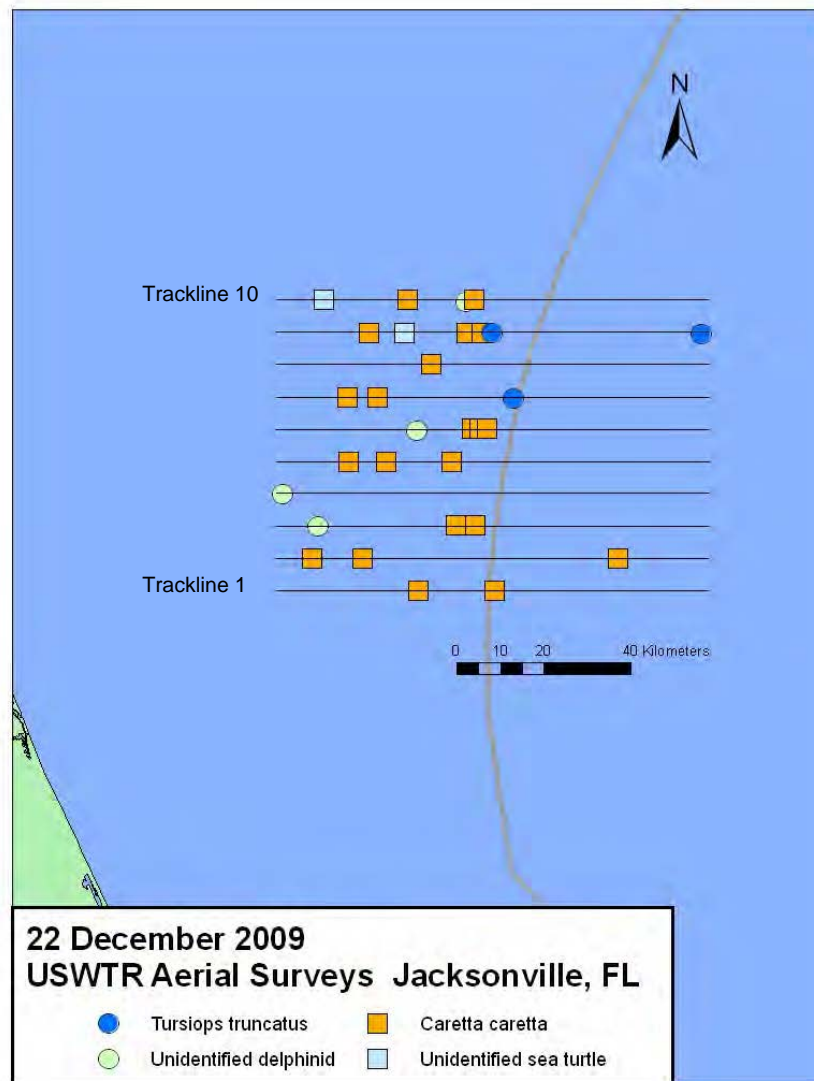 N
Trackline 10
Trackline 1
0 10 20 40 Kilometers
22 December 2009
USWTR Aerial Surveys Jacksonville, FL
Tursiops truncatus Caretta caretta
Unidentified delphinid Unidentified sea turtle